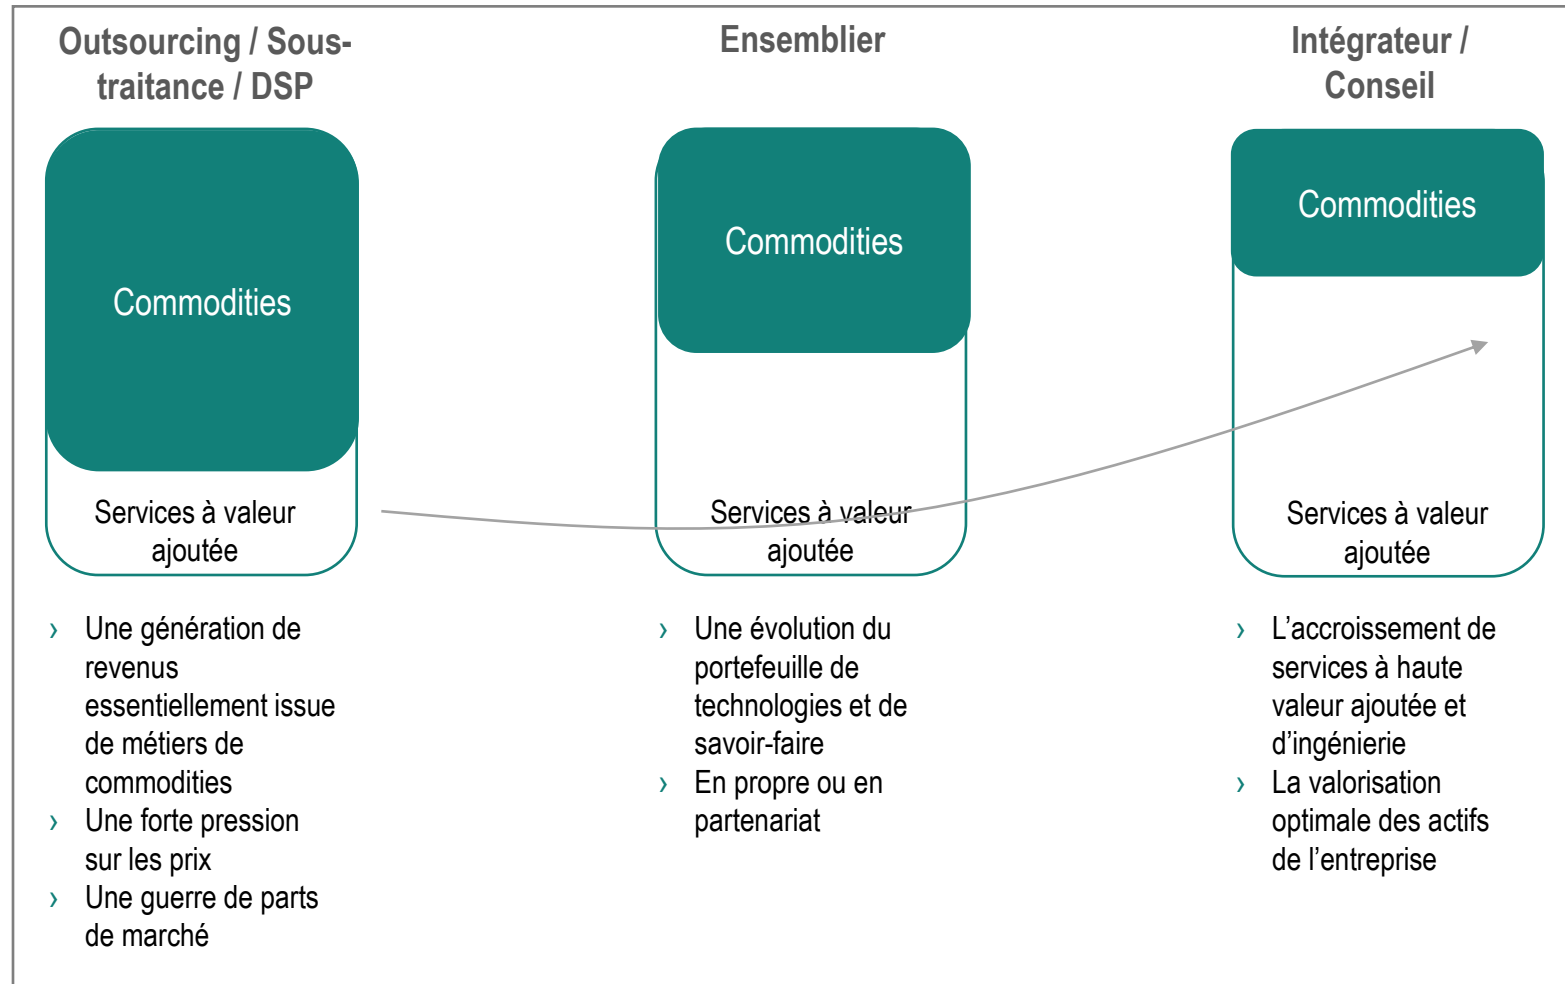 Outsourcing / Sous-
traitance / DSP
Commodities
Services à valeur
ajoutée
› Une génération de
revenus
essentiellement issue
de métiers de
commodities
› Une forte pression
sur les prix
› Une guerre de parts
de marché
Ensemblier
Commodities
Services à valeur
ajoutée
› Une évolution du
portefeuille de
technologies et de
savoir-faire
› En propre ou en
partenariat
Intégrateur /
Conseil
Commodities
Services à valeur
ajoutée
› L’accroissement de
services à haute
valeur ajoutée et
d’ingénierie
› La valorisation
optimale des actifs
de l’entreprise